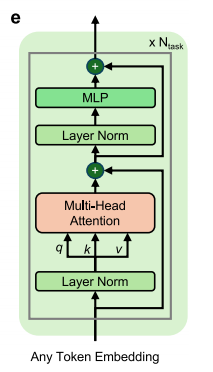 e
x N_task
+
MLP
Layer Norm
+
Multi-Head
Attention
q k v
Layer Norm
Any Token Embedding